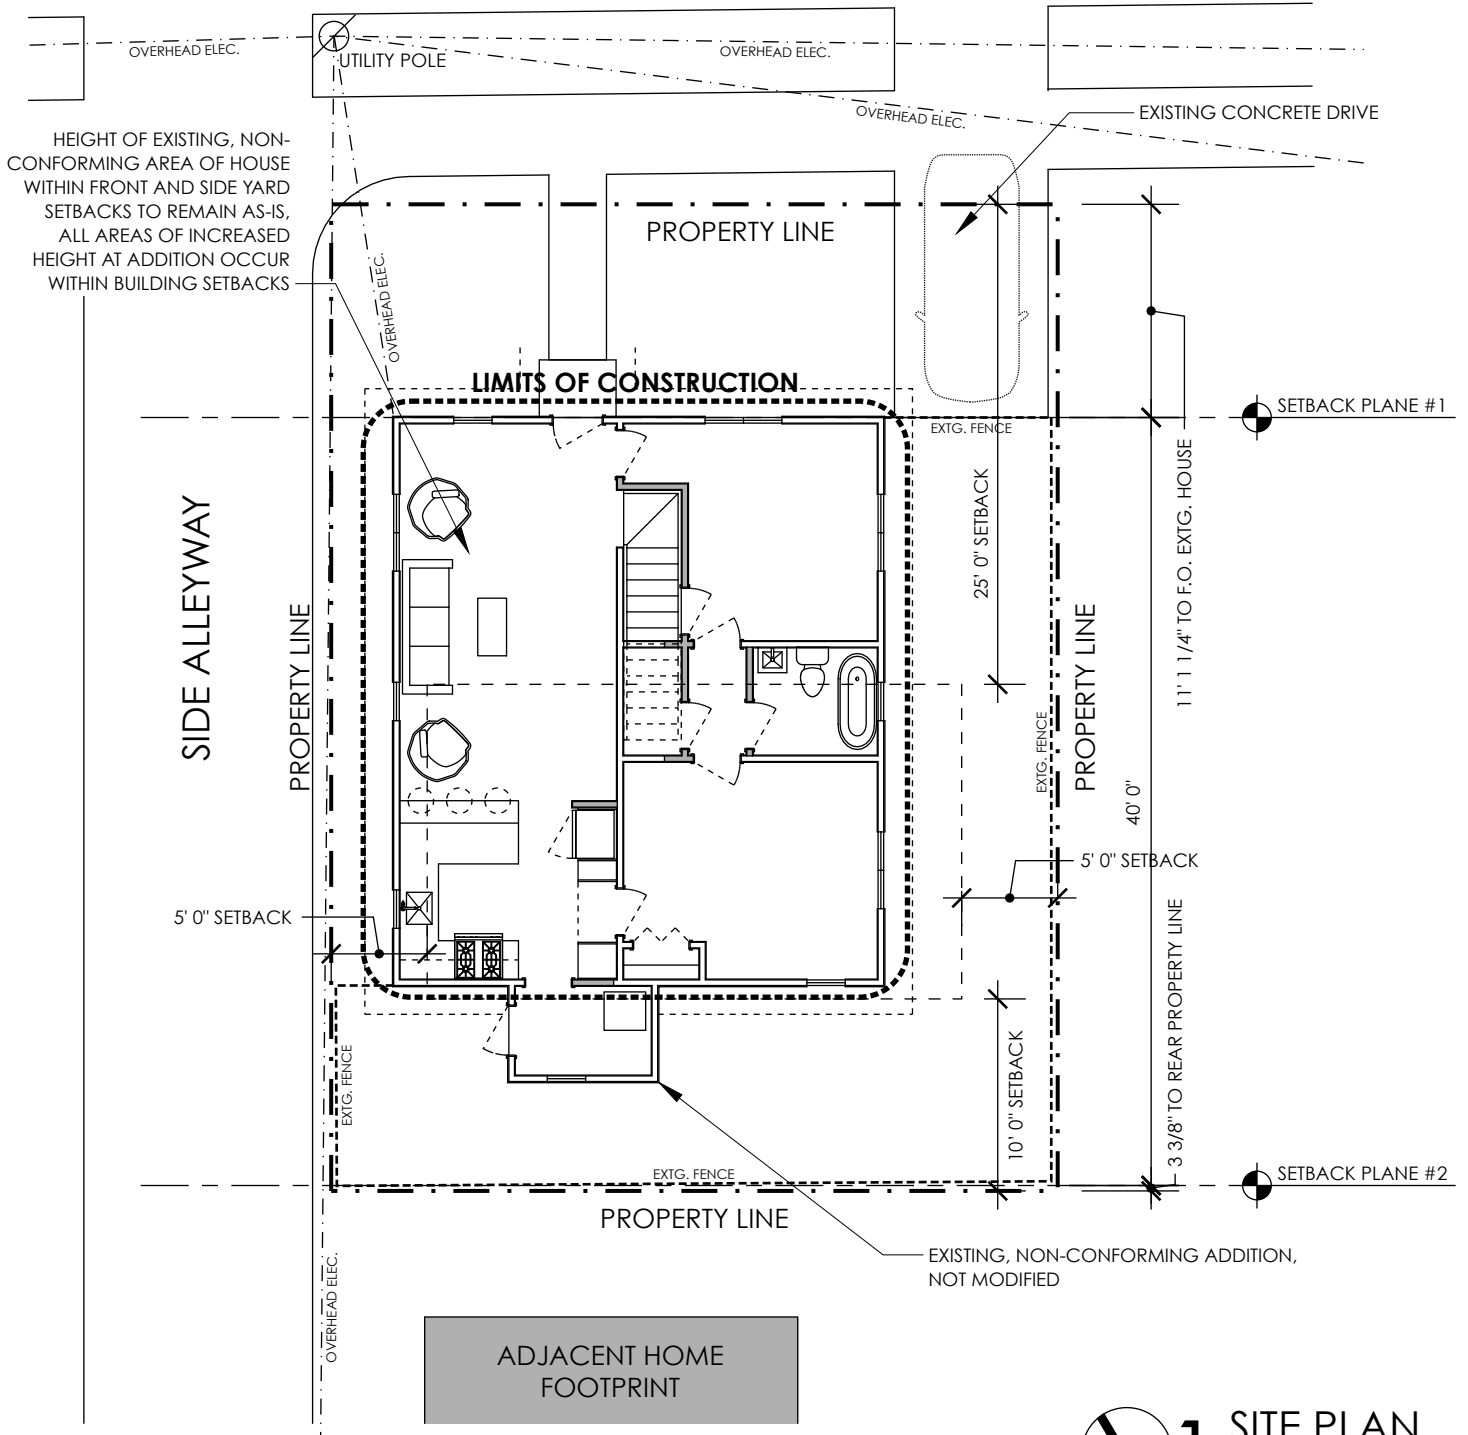 OVERHEAD ELEC.
UTILITY POLE
OVERHEAD ELEC.
OVERHEAD ELEC.
EXISTING CONCRETE DRIVE
HEIGHT OF EXISTING, NON-
CONFORMING AREA OF HOUSE
WITHIN FRONT AND SIDE YARD
SETBACKS TO REMAIN AS-IS,
ALL AREAS OF INCREASED
HEIGHT AT ADDITION OCCUR
WITHIN BUILDING SETBACKS
PROPERTY LINE
OVERHEAD ELEC.
LIMITS OF CONSTRUCTION
SETBACK PLANE #1
EXTG. FENCE
25' 0" SETBACK
11' 1 1/4" TO F.O. EXTG. HOUSE
SIDE ALLEYWAY
PROPERTY LINE
PROPERTY LINE
EXTG. FENCE
40' 0"
5' 0" SETBACK
5' 0" SETBACK
10' 0" SETBACK
3 3/8" TO REAR PROPERTY LINE
EXTG. FENCE
EXTG. FENCE
SETBACK PLANE #2
PROPERTY LINE
EXISTING, NON-CONFORMING ADDITION,
NOT MODIFIED
OVERHEAD ELEC.
ADJACENT HOME
FOOTPRINT
1 SITE PLAN